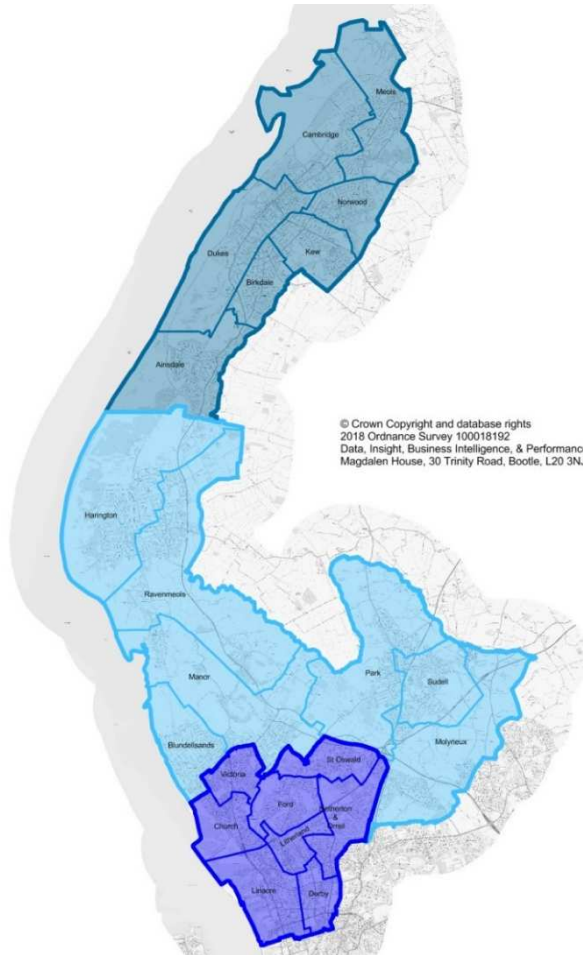 Meols
Cambridge
Norwood
Dukes
Kew
Birkdale
Ainsdale
© Crown Copyright and database rights
2018 Ordnance Survey 100018192
Data, Insight, Business Intelligence, & Performance
Magdalen House, 30 Trinity Road, Bootle, L20 3NJ
Harington
Ravenmeols
Park
Sudell
Manor
Molyneux
Blundellsands
St Oswald
Victoria
Ford
Netherton
&
Orrell
Church
Litherland
Linacre
Derby